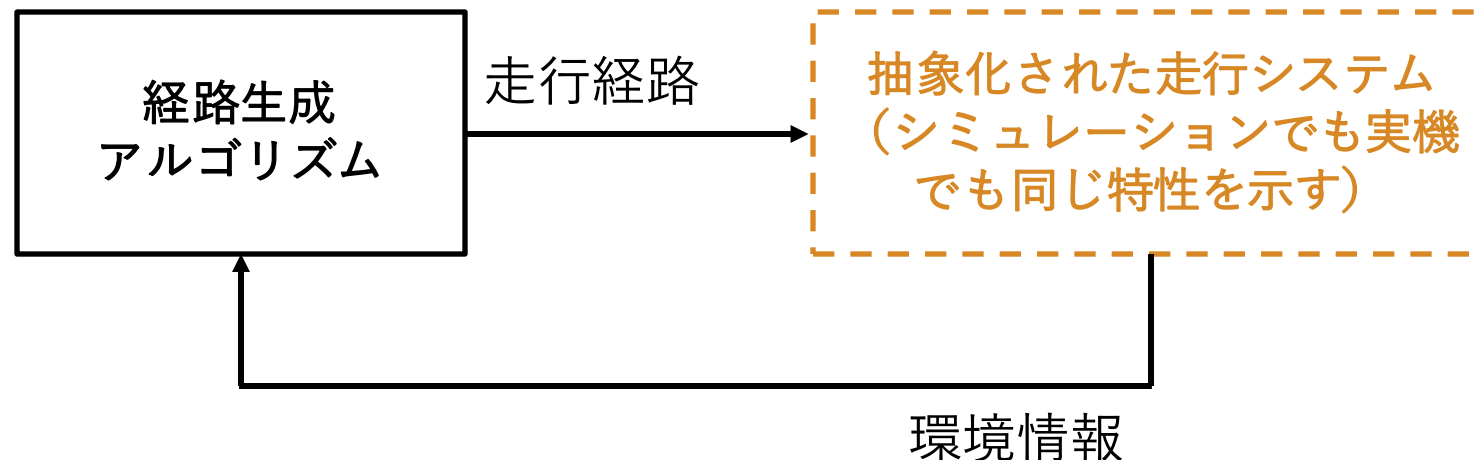 経路生成
アルゴリズム
走行経路
抽象化された走行システム
（シミュレーションでも実機
でも同じ特性を示す）
環境情報